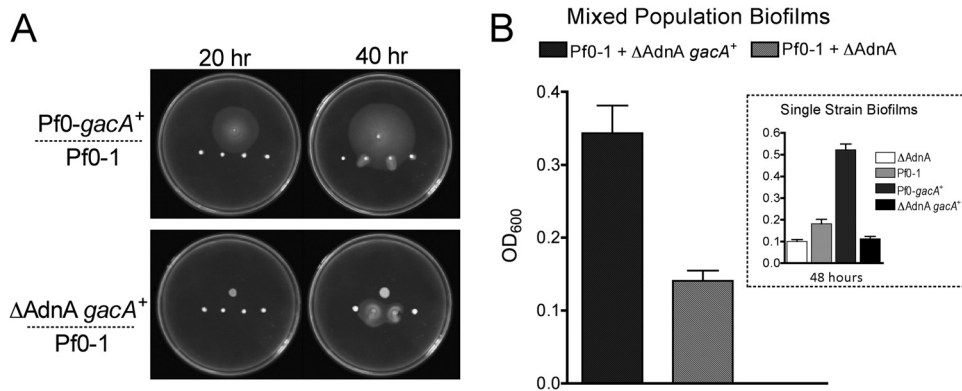 A
20 hr
40 hr
Pf0-gacA+
Pf0-1
ΔAdnA gacA+
Pf0-1
B
Mixed Population Biofilms
Pf0-1 + ΔAdnA gacA+
Pf0-1 + ΔAdnA
OD600
0.4
0.3
0.2
0.1
0.0
Single Strain Biofilms
0.6
0.5
0.4
0.3
0.2
0.1
0.0
ΔAdnA
Pf0-1
Pf0-gacA+
ΔAdnA gacA+
48 hours